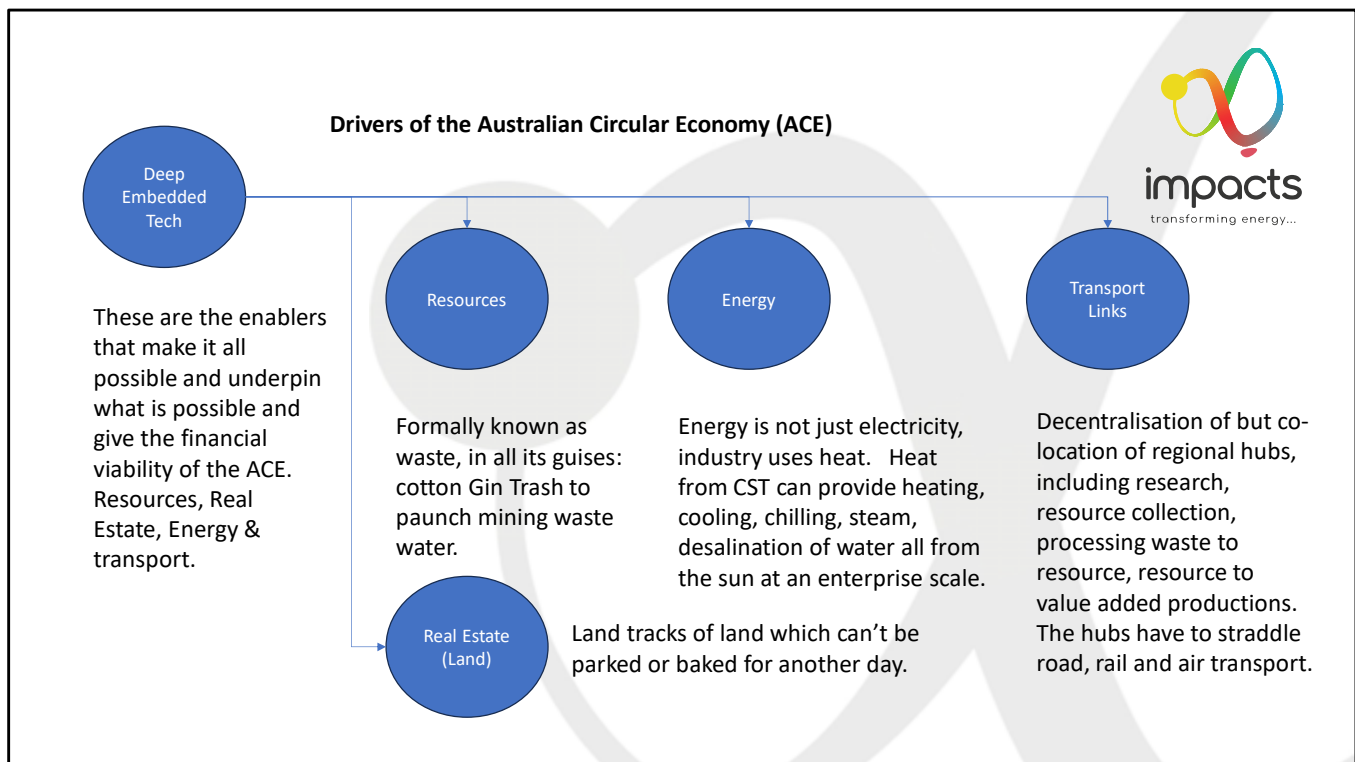 Drivers of the Australian Circular Economy (ACE)
impacts
transforming energy...
Deep
Embedded
Tech
These are the enablers
that make it all
possible and underpin
what is possible and
give the financial
viability of the ACE.
Resources, Real
Estate, Energy &
transport.
Resources
Formally known as
waste, in all its guises:
cotton Gin Trash to
paunch mining waste
water.
Energy
Energy is not just electricity,
industry uses heat.   Heat
from CST can provide heating,
cooling, chilling, steam,
desalination of water all from
the sun at an enterprise scale.
Transport
Links
Decentralisation of but co-
location of regional hubs,
including research,
resource collection,
processing waste to
resource, resource to
value added productions.
The hubs have to straddle
road, rail and air transport.
Real Estate
(Land)
Land tracks of land which can’t be
parked or baked for another day.